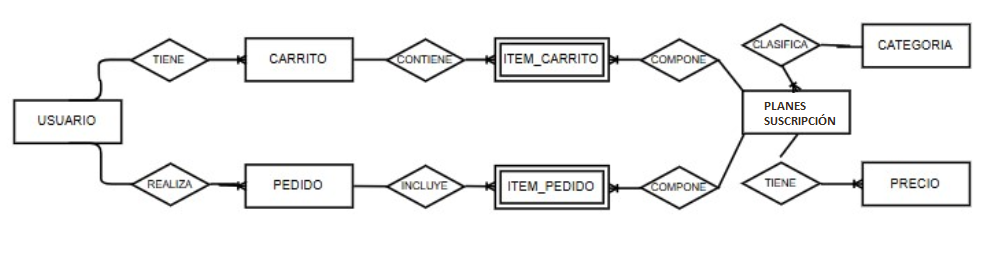 CLASIFICA
CATEGORIA
TIENE
CARRITO
CONTIENE
ITEM_CARRITO
COMPONE
USUARIO
PLANES
SUSCRIPCIÓN
REALIZA
PEDIDO
INCLUYE
ITEM_PEDIDO
COMPONE
TIENE
PRECIO